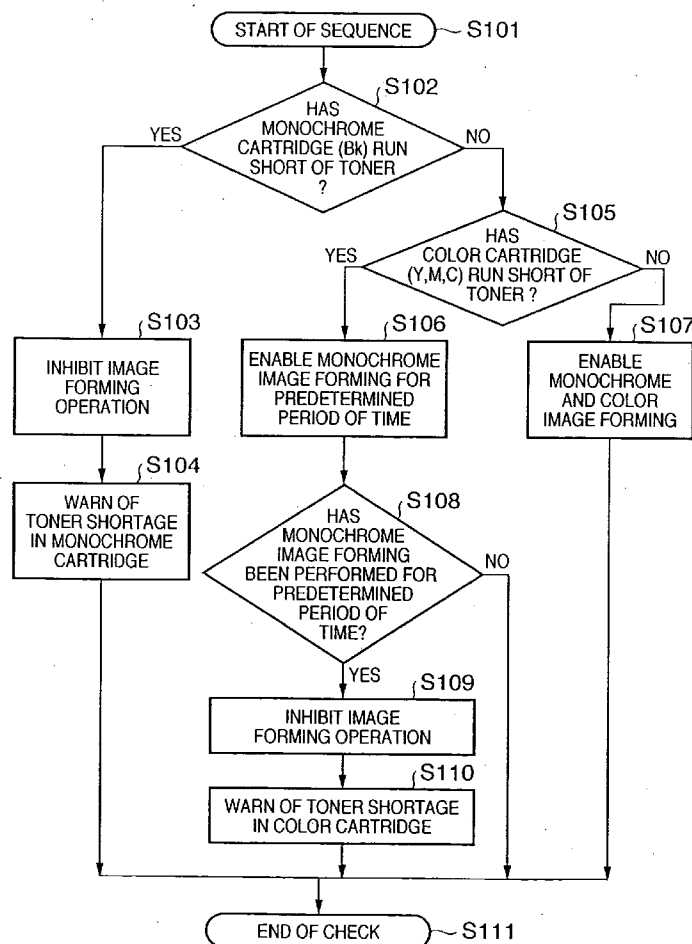 START OF SEQUENCE
S101
S102
HAS
MONOCHROME
CARTRIDGE (Bk) RUN
SHORT OF TONER
?
YES
NO
S105
HAS
COLOR CARTRIDGE
(Y,M,C) RUN SHORT OF
TONER ?
YES
NO
S103
INHIBIT IMAGE
FORMING
OPERATION
S106
ENABLE MONOCHROME
IMAGE FORMING FOR
PREDETERMINED
PERIOD OF TIME
S107
ENABLE
MONOCHROME
AND COLOR
IMAGE FORMING
S104
WARN OF
TONER SHORTAGE
IN MONOCHROME
CARTRIDGE
S108
HAS
MONOCHROME
IMAGE FORMING
BEEN PERFORMED FOR
PREDETERMINED
PERIOD OF
TIME?
NO
YES
S109
INHIBIT IMAGE
FORMING OPERATION
S110
WARN OF TONER SHORTAGE
IN COLOR CARTRIDGE
END OF CHECK
S111